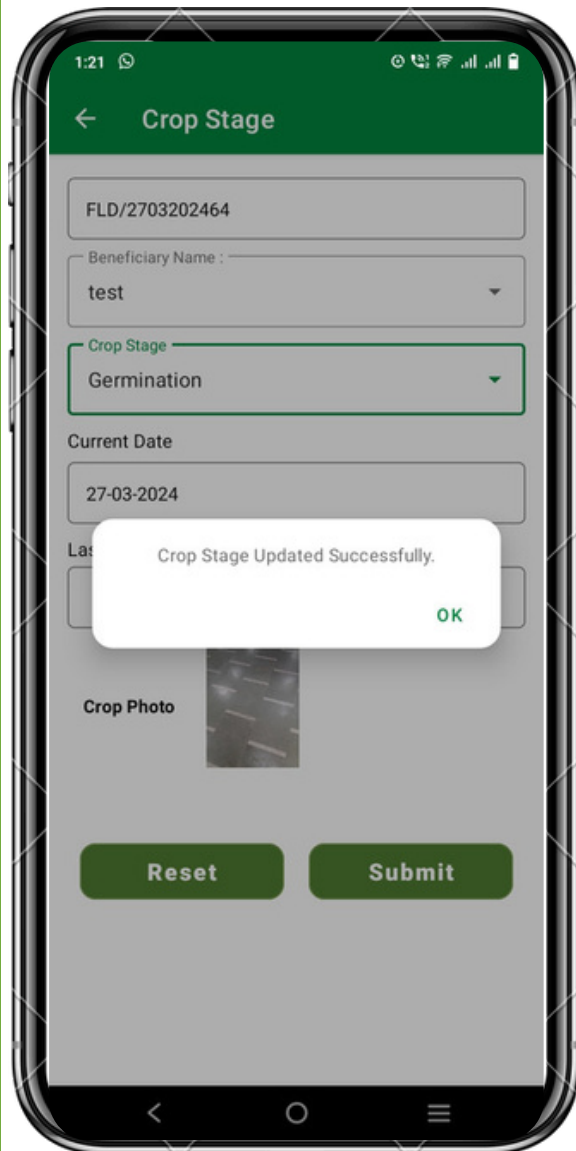 1:21
Crop Stage
FLD/2703202464
Beneficiary Name :
test
Crop Stage
Germination
Current Date
27-03-2024
Las
Crop Stage Updated Successfully.
OK
Crop Photo
Reset
Submit